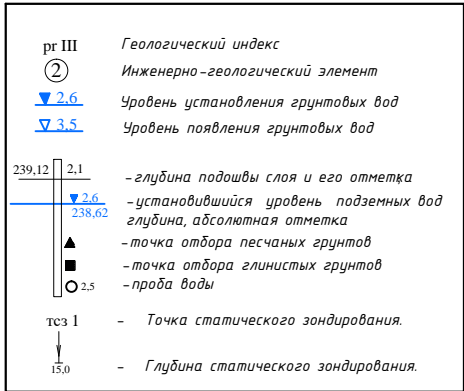 pr III Геологический индекс
2 Инженерно-геологический элемент
2,6 Уровень установления грунтовых вод
3,5 Уровень появления грунтовых вод
239,12 2,1 -глубина подошвы слоя и его отметка
2,6 -установившийся уровень подземных вод
238,62 глубина, абсолютная отметка
-точка отбора песчаных грунтов
-точка отбора глинистых грунтов
2,5 -проба воды
тсз 1 - Точка статического зондирования.
15,0 - Глубина статического зондирования.